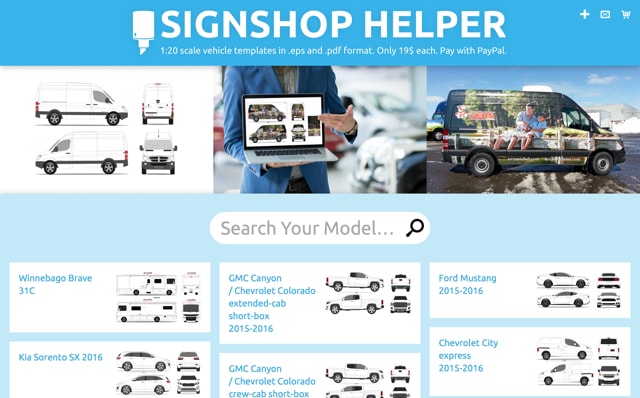 SIGNSHOP HELPER
1:20 scale vehicle templates in .eps and .pdf format. Only 19$ each. Pay with PayPal.
Search Your Model...
Winnebago Brave
31C
Kia Sorento SX 2016
GMC Canyon
/ Chevrolet Colorado
extended-cab
short-box
2015-2016
GMC Canyon
/ Chevrolet Colorado
crew-cab short-box
Ford Mustang
2015-2016
Chevrolet City
express
2015-2016